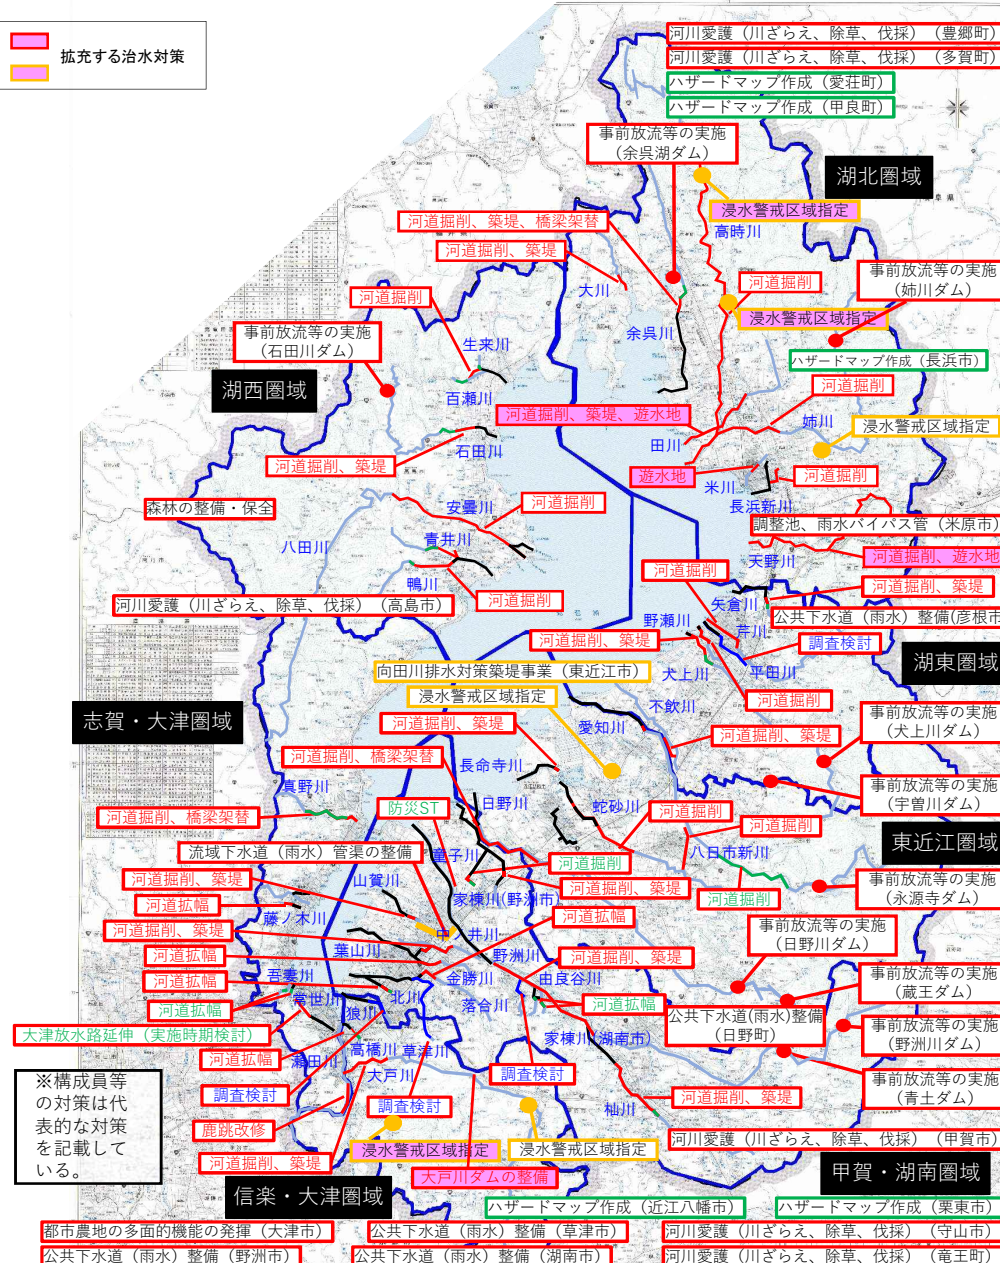 拡充する治水対策
河川愛護（川ざらえ、除草、伐採）（豊郷町）
河川愛護（川ざらえ、除草、伐採）（多賀町）
ハザードマップ作成（愛荘町）
ハザードマップ作成（甲良町）
事前放流等の実施
（余呉湖ダム）
湖北圏域
浸水警戒区域指定
高時川
河道掘削、築堤、橋梁架替
河道掘削、築堤
大川
河道掘削
事前放流等の実施
（姉川ダム）
河道掘削
浸水警戒区域指定
余呉川
事前放流等の実施
（石田川ダム）
生来川
ハザードマップ作成（長浜市）
湖西圏域
百瀬川
河道掘削
河道掘削、築堤、遊水地
姉川
浸水警戒区域指定
田川
石田川
河道掘削、築堤
遊水地
米川
河道掘削
長浜新川
安曇川
河道掘削
森林の整備・保全
調整池、雨水バイパス管（米原市）
八田川
青井川
天野川
河道掘削、遊水地
河道掘削
鴨川
河道掘削
河道掘削、築堤
矢倉川
河川愛護（川ざらえ、除草、伐採）（高島市）
公共下水道（雨水）整備(彦根市
野瀬川
芹川
河道掘削、築堤
調査検討
湖東圏域
向田川排水対策築堤事業（東近江市）
犬上川
平田川
浸水警戒区域指定
河道掘削
不飲川
志賀・大津圏域
河道掘削、築堤
愛知川
河道掘削、築堤
事前放流等の実施
（犬上川ダム）
河道掘削、橋梁架替
長命寺川
真野川
日野川
事前放流等の実施
（宇曽川ダム）
防災ST
蛇砂川
河道掘削、橋梁架替
河道掘削
河道掘削
東近江圏域
流域下水道（雨水）管渠の整備
童子川
八日市新川
河道掘削
山賀川
河道掘削、築堤
河道掘削
事前放流等の実施
（永源寺ダム）
家棟川(野洲市)
河道掘削、築堤
河道拡幅
藤ノ木川
河道拡幅
事前放流等の実施
（日野川ダム）
河道掘削、築堤
中ノ井川
葉山川
野洲川
河道拡幅
河道掘削、築堤
事前放流等の実施
（蔵王ダム）
吾妻川
金勝川
由良谷川
河道拡幅
常世川
北川
河道拡幅
落合川
河道拡幅
狼川
公共下水道(雨水)整備
（日野町）
事前放流等の実施
（野洲川ダム）
大津放水路延伸（実施時期検討）
家棟川(湖南市)
高橋川
草津川
河道拡幅
瀬田川
大戸川
調査検討
事前放流等の実施
（青土ダム）
※構成員等
の対策は代
表的な対策
を記載して
いる。
調査検討
調査検討
杣川
河道掘削、築堤
鹿跳改修
浸水警戒区域指定
浸水警戒区域指定
河川愛護（川ざらえ、除草、伐採）（甲賀市）
河道掘削、築堤
大戸川ダムの整備
甲賀・湖南圏域
信楽・大津圏域
ハザードマップ作成（近江八幡市）
ハザードマップ作成（栗東市）
都市農地の多面的機能の発揮（大津市）
公共下水道（雨水）整備（草津市）
河川愛護（川ざらえ、除草、伐採）（守山市）
公共下水道（雨水）整備（野洲市）
公共下水道（雨水）整備（湖南市）
河川愛護（川ざらえ、除草、伐採）（竜王町）